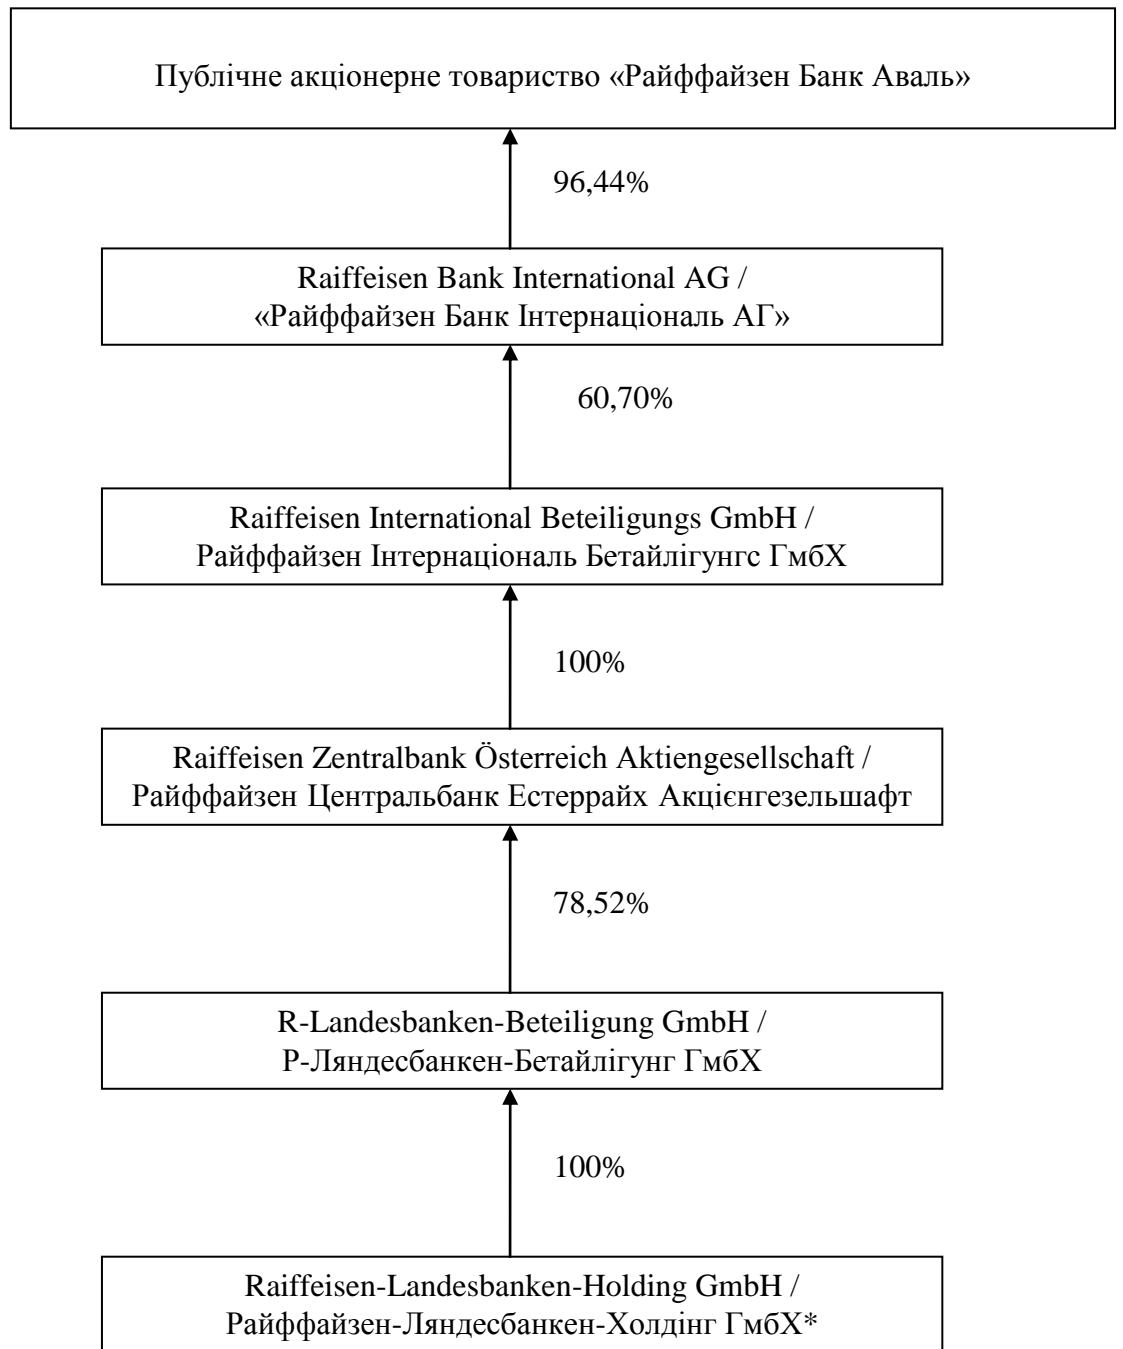 Публічне акціонерне товариство «Райффайзен Банк Аваль»
96,44%
Raiffeisen Bank International AG /
«Райффайзен Банк Інтернаціональ АГ»
60,70%
Raiffeisen International Beteiligungs GmbH /
Райффайзен Інтернаціональ Бетайлігунгс ГмбХ
100%
Raiffeisen Zentralbank Österreich Aktiengesellschaft /
Райффайзен Центральбанк Естеррайх Акцієнгезельшафт
78,52%
R-Landesbanken-Beteiligung GmbH /
Р-Ляндесбанкен-Бетайлігунг ГмбХ
100%
Raiffeisen-Landesbanken-Holding GmbH /
Райффайзен-Ляндесбанкен-Холдінг ГмбХ*